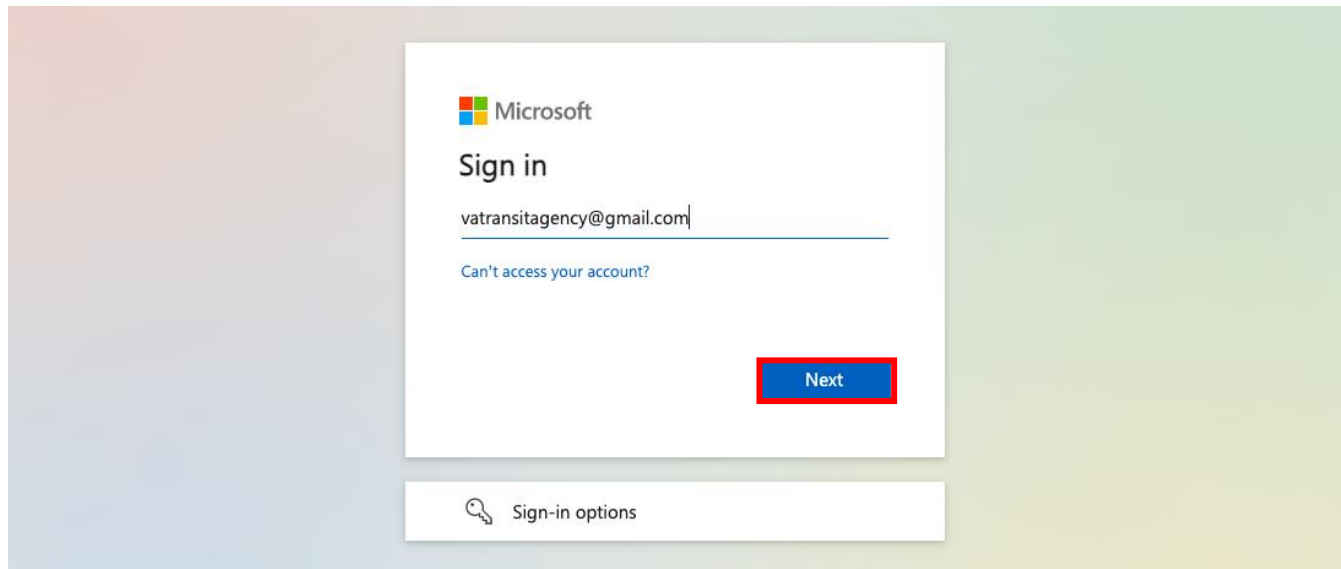 Microsoft
Sign in
vatransitagency@gmail.com
Can't access your account?
Next
Sign-in options